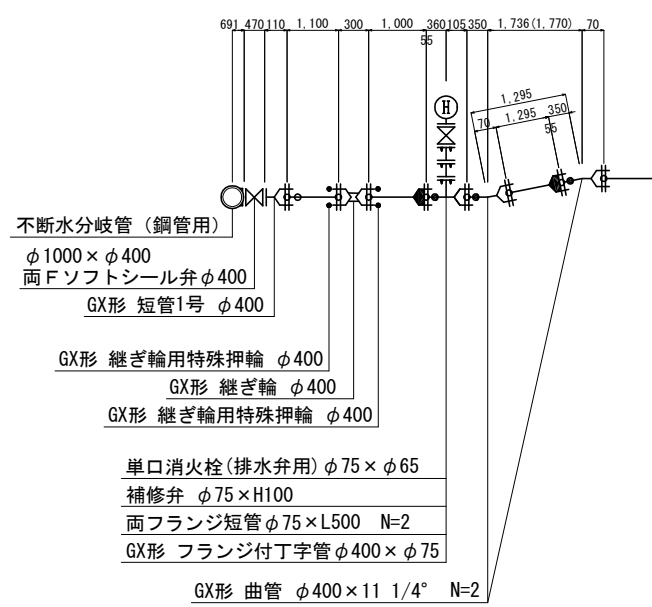 691 470 110 1,100 300 1,000 360 105 350 1,736(1,770) 70
55
H
1,295
70 1,295 350
55
不断水分岐管（鋼管用）
φ1000×φ400
両Ｆソフトシール弁φ400
GX形 短管1号 φ400
GX形 継ぎ輪用特殊押輪 φ400
GX形 継ぎ輪 φ400
GX形 継ぎ輪用特殊押輪 φ400
単口消火栓(排水弁用)φ75×φ65
補修弁 φ75×H100
両フランジ短管φ75×L500 N=2
GX形 フランジ付丁字管φ400×φ75
GX形 曲管 φ400×11 1/4° N=2